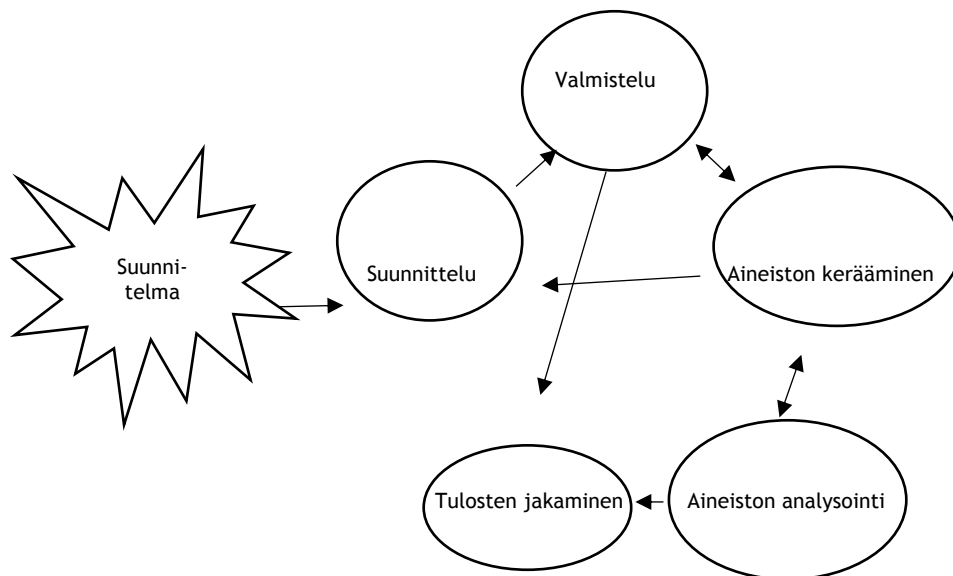 Valmistelu
Suunni-
telma
Suunnittelu
Aineiston kerääminen
Tulosten jakaminen
Aineiston analysointi